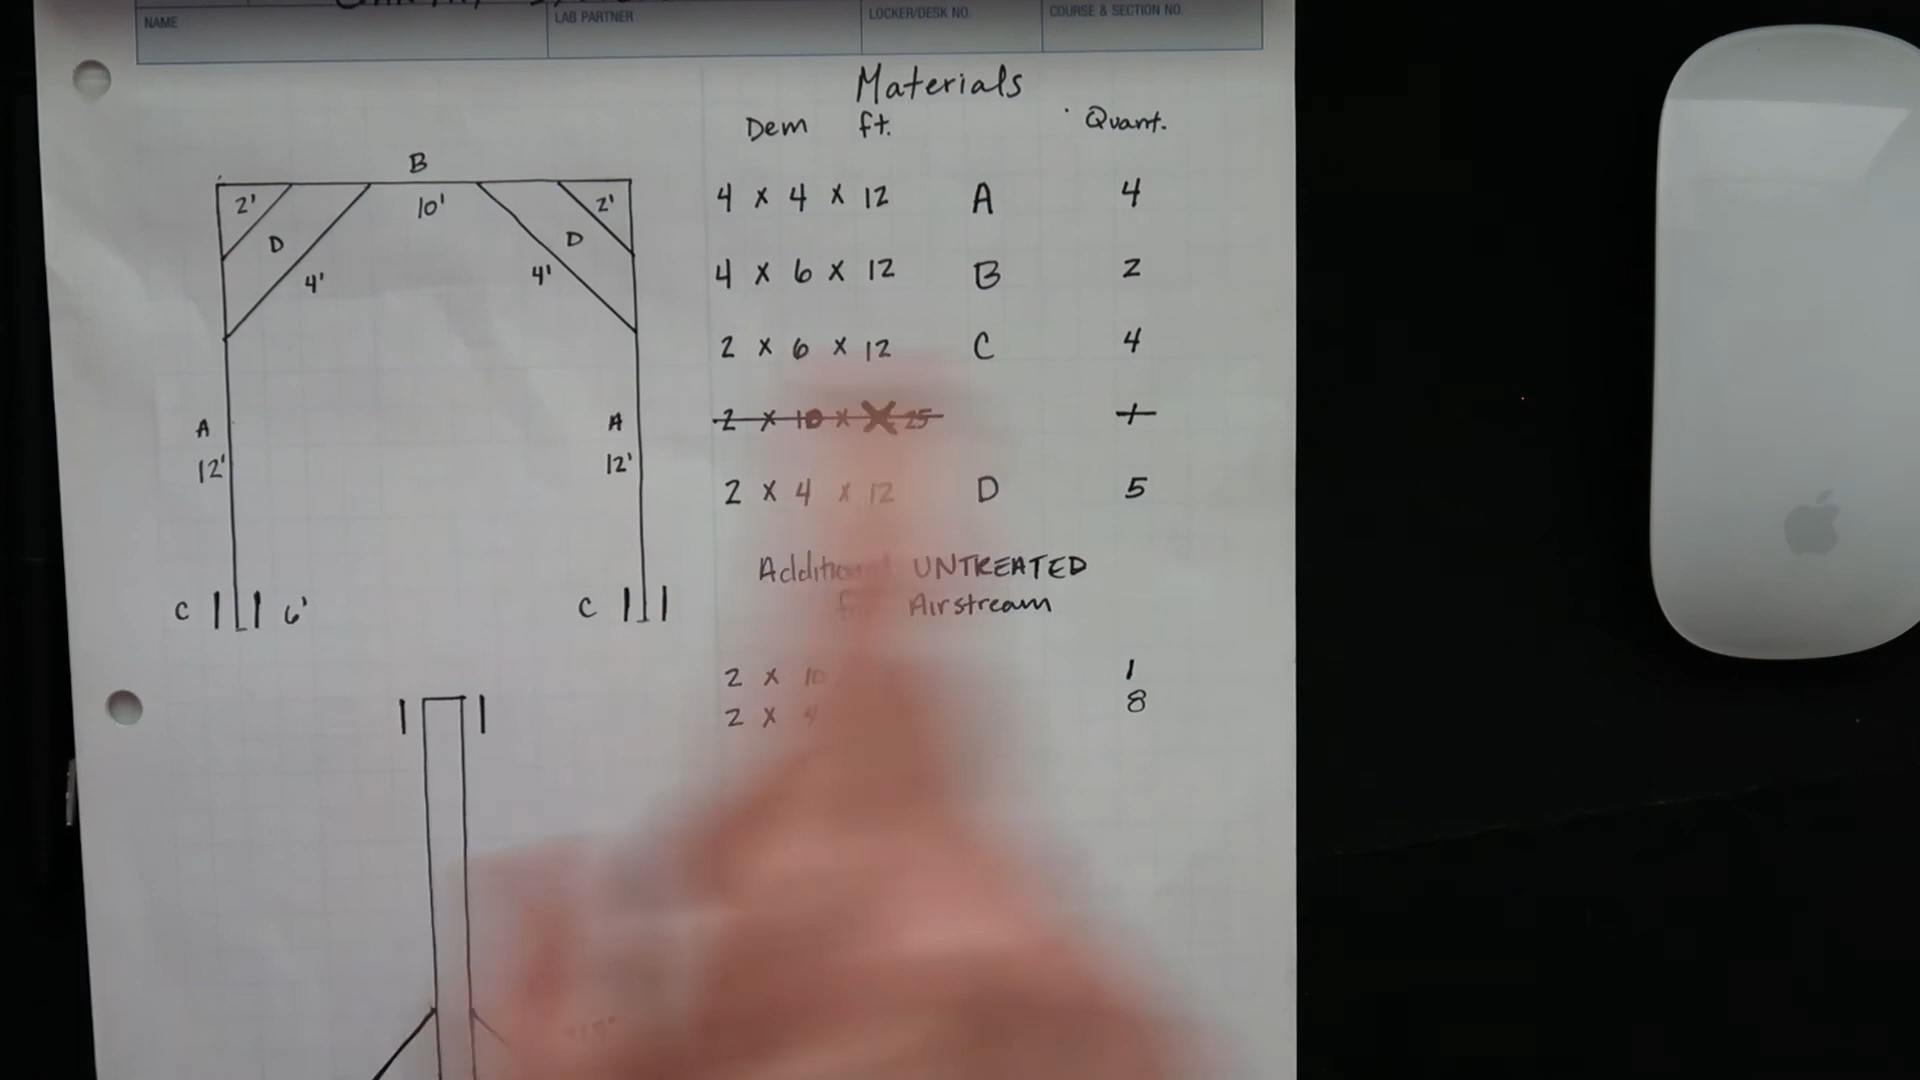 NAME
LAB PARTNER
LOCKER/DESK NO.
COURSE & SECTION NO.
Materials
Dem ft. Quant.
4 x 4 x 12 A 4
4 x 6 x 12 B 2
2 x 6 x 12 C 4
2 x 10 x 25 1
2 x 4 x 12 D 5
UNTREATED
Airstream
2 x 10 1
2 x 8
B
2' 10' 2'
D D
4' 4'
A A
12' 12'
C 6' C